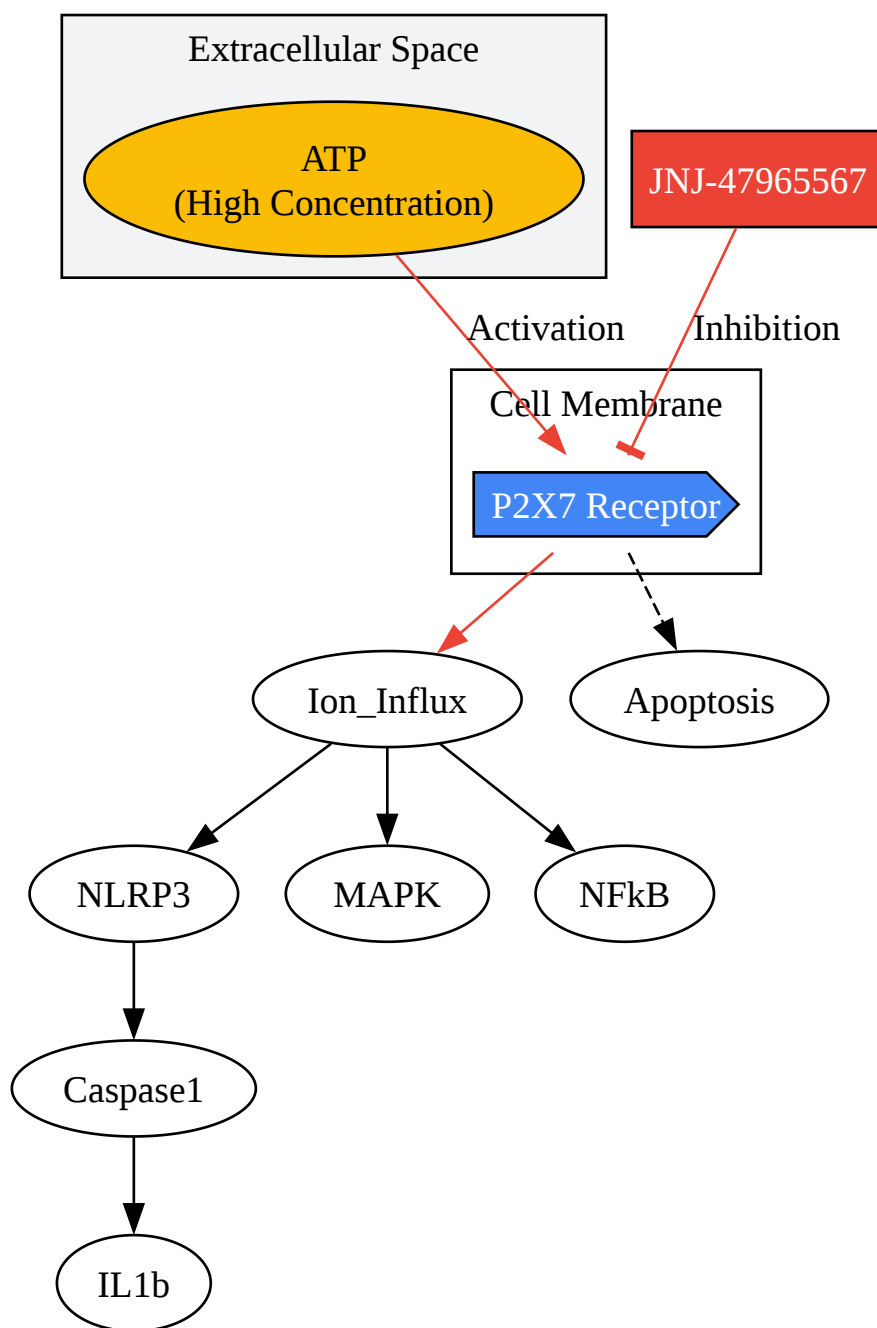 Extracellular Space
ATP
(High Concentration)
JNJ-47965567
Activation
Inhibition
Cell Membrane
P2X7 Receptor
Ion_Influx
Apoptosis
NLRP3
MAPK
NFkB
Caspase1
IL1b